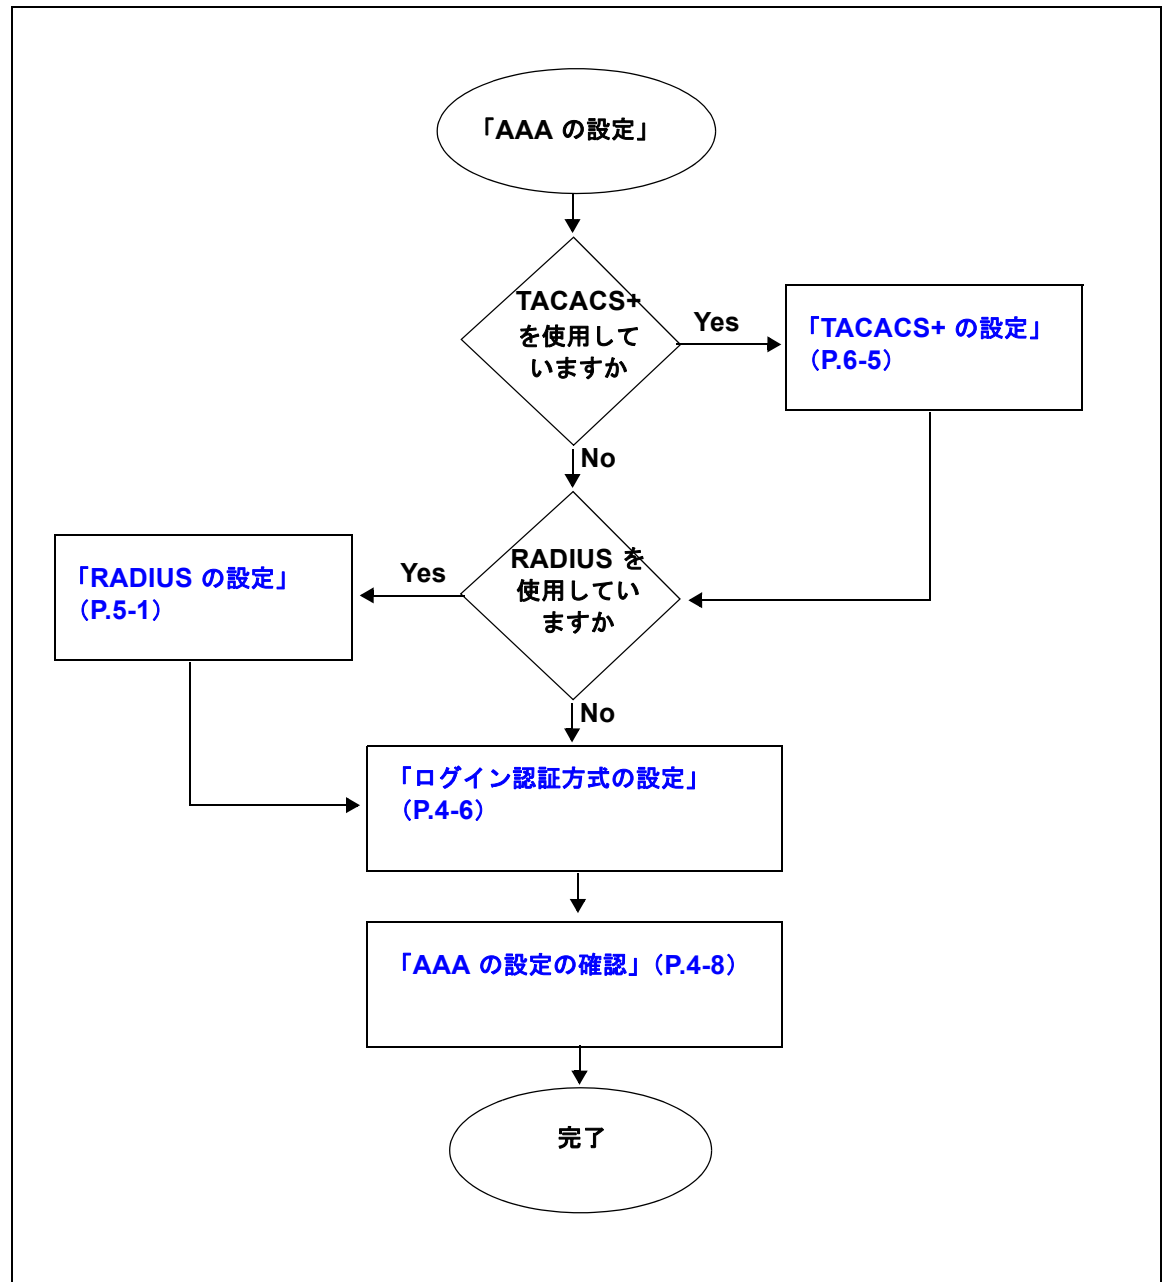 「AAA の設定」
TACACS+
を使用して
いますか
Yes
「TACACS+ の設定」
（P.6-5）
No
RADIUS を
使用してい
ますか
Yes
「RADIUS の設定」
（P.5-1）
No
「ログイン認証方式の設定」
（P.4-6）
「AAA の設定の確認」（P.4-8）
完了